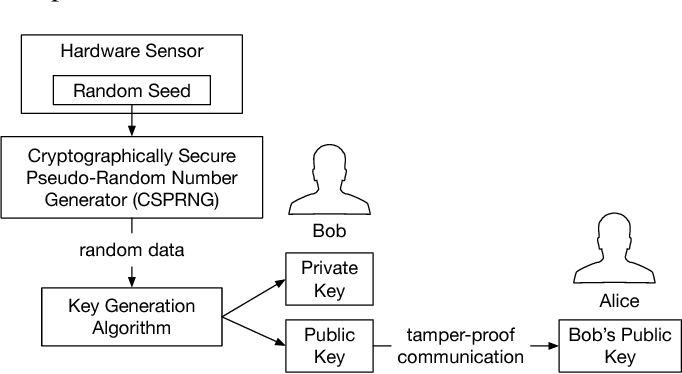 Hardware Sensor
Random Seed
Cryptographically Secure
Pseudo-Random Number
Generator (CSPRNG)
random data
Key Generation
Algorithm
Bob
Private
Key
Public
Key
tamper-proof
communication
Alice
Bob's Public
Key